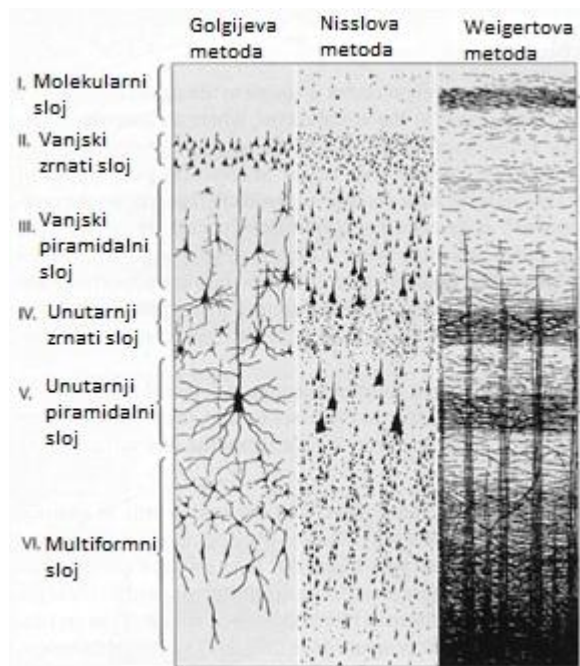 Golgijeva
metoda
Nisslova
metoda
Weigertova
metoda
I. Molekularni
sloj
II. Vanjski
zrnati sloj
III. Vanjski
piramidalni
sloj
IV. Unutarnji
zrnati sloj
V. Unutarnji
piramidalni
sloj
VI. Multiformni
sloj